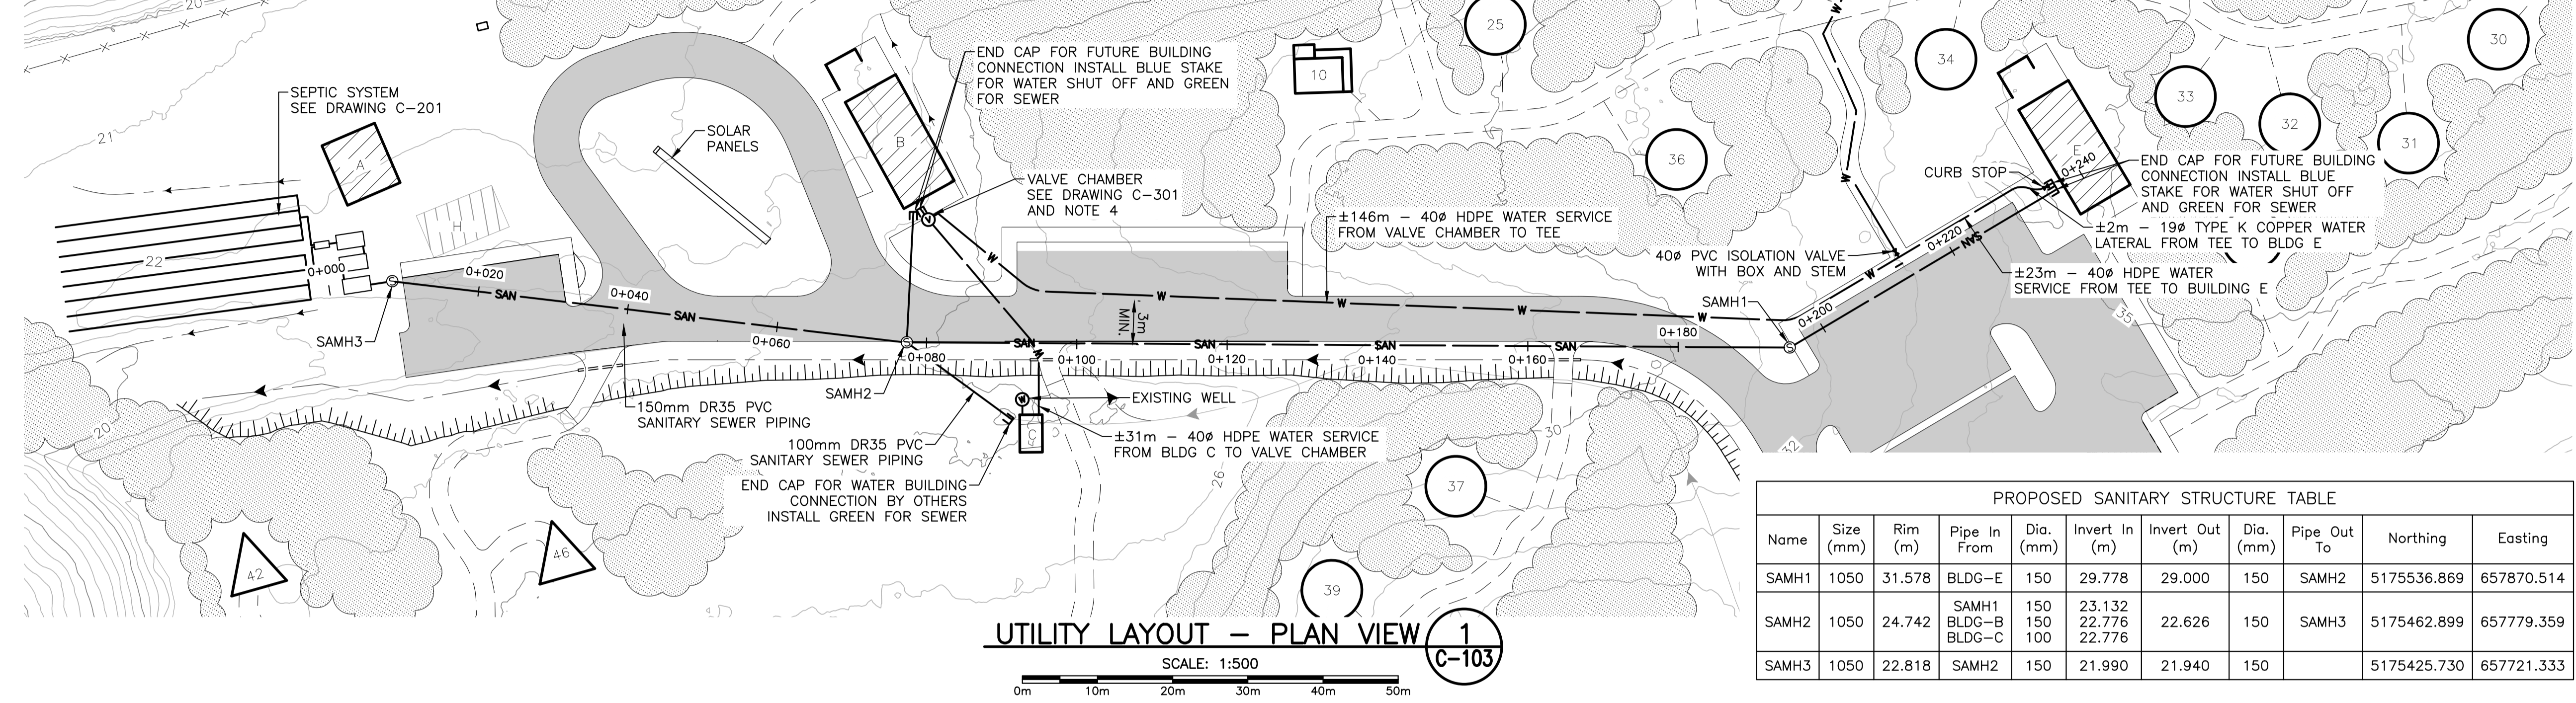 20
21
22
20
SEPTIC SYSTEM
SEE DRAWING C-201
A
H
SOLAR
PANELS
B
END CAP FOR FUTURE BUILDING
CONNECTION INSTALL BLUE STAKE
FOR WATER SHUT OFF AND GREEN
FOR SEWER
VALVE CHAMBER
SEE DRAWING C-301
AND NOTE 4
V
10
25
36
34
33
32
31
30
±146m - 40ø HDPE WATER SERVICE
FROM VALVE CHAMBER TO TEE
40ø PVC ISOLATION VALVE
WITH BOX AND STEM
CURB STOP
E
0+240
END CAP FOR FUTURE BUILDING
CONNECTION INSTALL BLUE
STAKE FOR WATER SHUT OFF
AND GREEN FOR SEWER
±2m - 19ø TYPE K COPPER WATER
LATERAL FROM TEE TO BLDG E
±23m - 40ø HDPE WATER
SERVICE FROM TEE TO BUILDING E
0+220
SAN
0+200
SAMH1
W
W
W
W
W
W
W
W
W
0+000
S
0+020
SAN
0+040
SAN
0+060
S
0+080
SAN
W
0+100
SAN
0+120
SAN
0+140
0+160
SAN
0+180
S
3m
MIN.
SAMH3
SAMH2
150mm DR35 PVC
SANITARY SEWER PIPING
100mm DR35 PVC
SANITARY SEWER PIPING
END CAP FOR WATER BUILDING
CONNECTION BY OTHERS
INSTALL GREEN FOR SEWER
W
EXISTING WELL
C
±31m - 40ø HDPE WATER SERVICE
FROM BLDG C TO VALVE CHAMBER
26
30
32
35
37
39
42
46
UTILITY LAYOUT - PLAN VIEW
1
C-103
SCALE: 1:500
0m 10m 20m 30m 40m 50m
PROPOSED SANITARY STRUCTURE TABLE
Name Size (mm) Rim (m) Pipe In From Dia. (mm) Invert In (m) Invert Out (m) Dia. (mm) Pipe Out To Northing Easting
SAMH1 1050 31.578 BLDG-E 150 29.778 29.000 150 SAMH2 5175536.869 657870.514
SAMH1 150 23.132
SAMH2 1050 24.742 BLDG-B 150 22.776 22.626 150 SAMH3 5175462.899 657779.359
BLDG-C 100 22.776
SAMH3 1050 22.818 SAMH2 150 21.990 21.940 150 5175425.730 657721.333